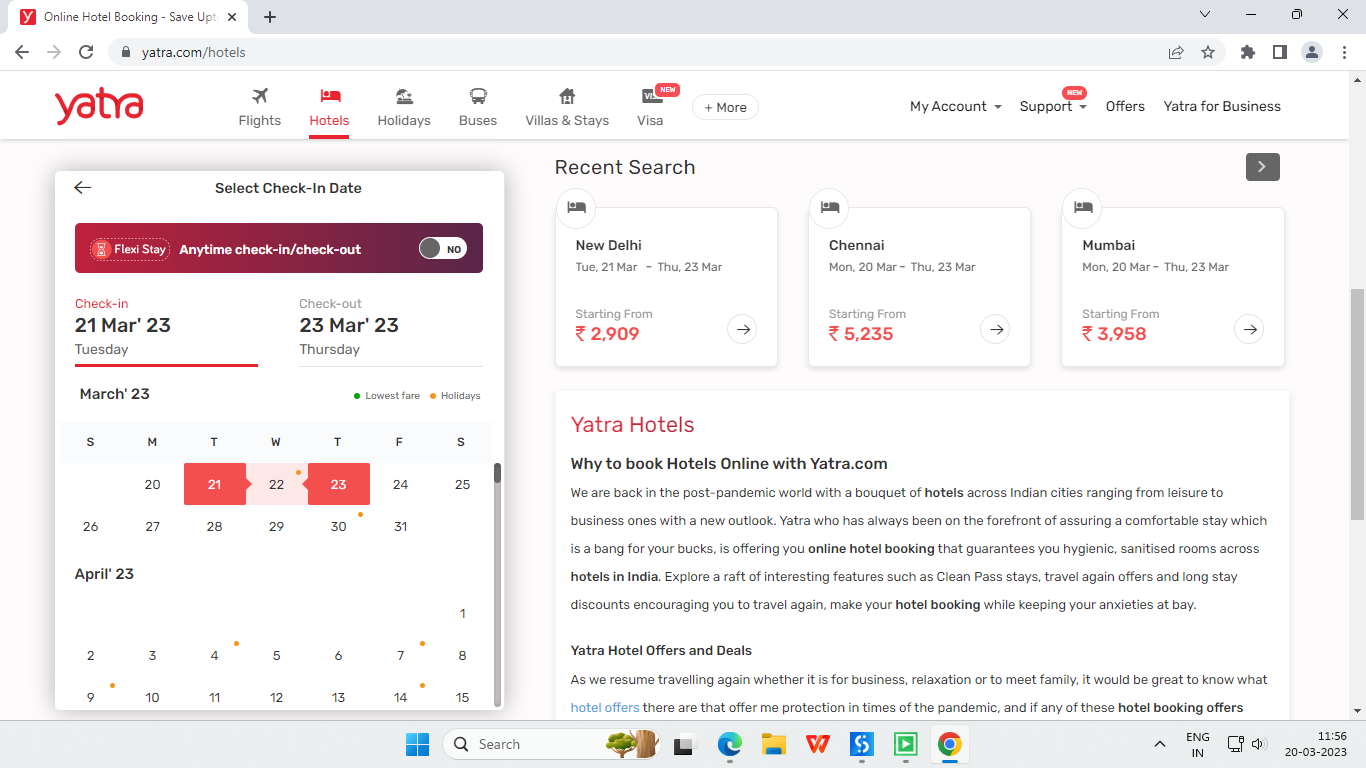 Online Hotel Booking - Save Upt
yatra.com/hotels
yatra
Flights
Hotels
Holidays
Buses
Villas & Stays
VISA
NEW
Visa
+ More
My Account
NEW
Support
Offers
Yatra for Business
Select Check-In Date
Flexi Stay
Anytime check-in/check-out
NO
Check-in
21 Mar' 23
Tuesday
Check-out
23 Mar' 23
Thursday
March' 23
Lowest fare
Holidays
S M T W T F S
20 21 22 23 24 25
26 27 28 29 30 31
April' 23
1
2 3 4 5 6 7 8
9 10 11 12 13 14 15
Recent Search
New Delhi
Tue, 21 Mar - Thu, 23 Mar
Starting From
₹ 2,909
Chennai
Mon, 20 Mar - Thu, 23 Mar
Starting From
₹ 5,235
Mumbai
Mon, 20 Mar - Thu, 23 Mar
Starting From
₹ 3,958
Yatra Hotels
Why to book Hotels Online with Yatra.com
We are back in the post-pandemic world with a bouquet of hotels across Indian cities ranging from leisure to
business ones with a new outlook. Yatra who has always been on the forefront of assuring a comfortable stay which
is a bang for your bucks, is offering you online hotel booking that guarantees you hygienic, sanitised rooms across
hotels in India. Explore a raft of interesting features such as Clean Pass stays, travel again offers and long stay
discounts encouraging you to travel again, make your hotel booking while keeping your anxieties at bay.
Yatra Hotel Offers and Deals
As we resume travelling again whether it is for business, relaxation or to meet family, it would be great to know what
hotel offers there are that offer me protection in times of the pandemic, and if any of these hotel booking offers
Search
ENG
IN
11:56
20-03-2023